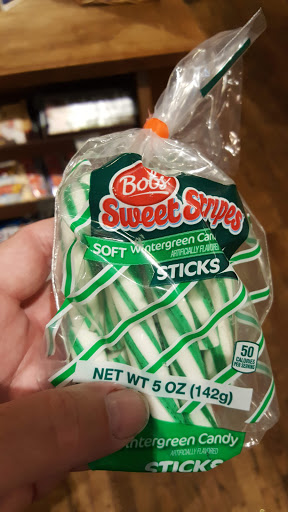 Bobs
Sweet Stripes
SOFT Wintergreen Candy
ARTIFICIALLY FLAVORED
STICKS
50
CALORIES
PER SERVING
NET WT 5 OZ (142g)
Wintergreen Candy
ARTIFICIALLY FLAVORED
STICKS